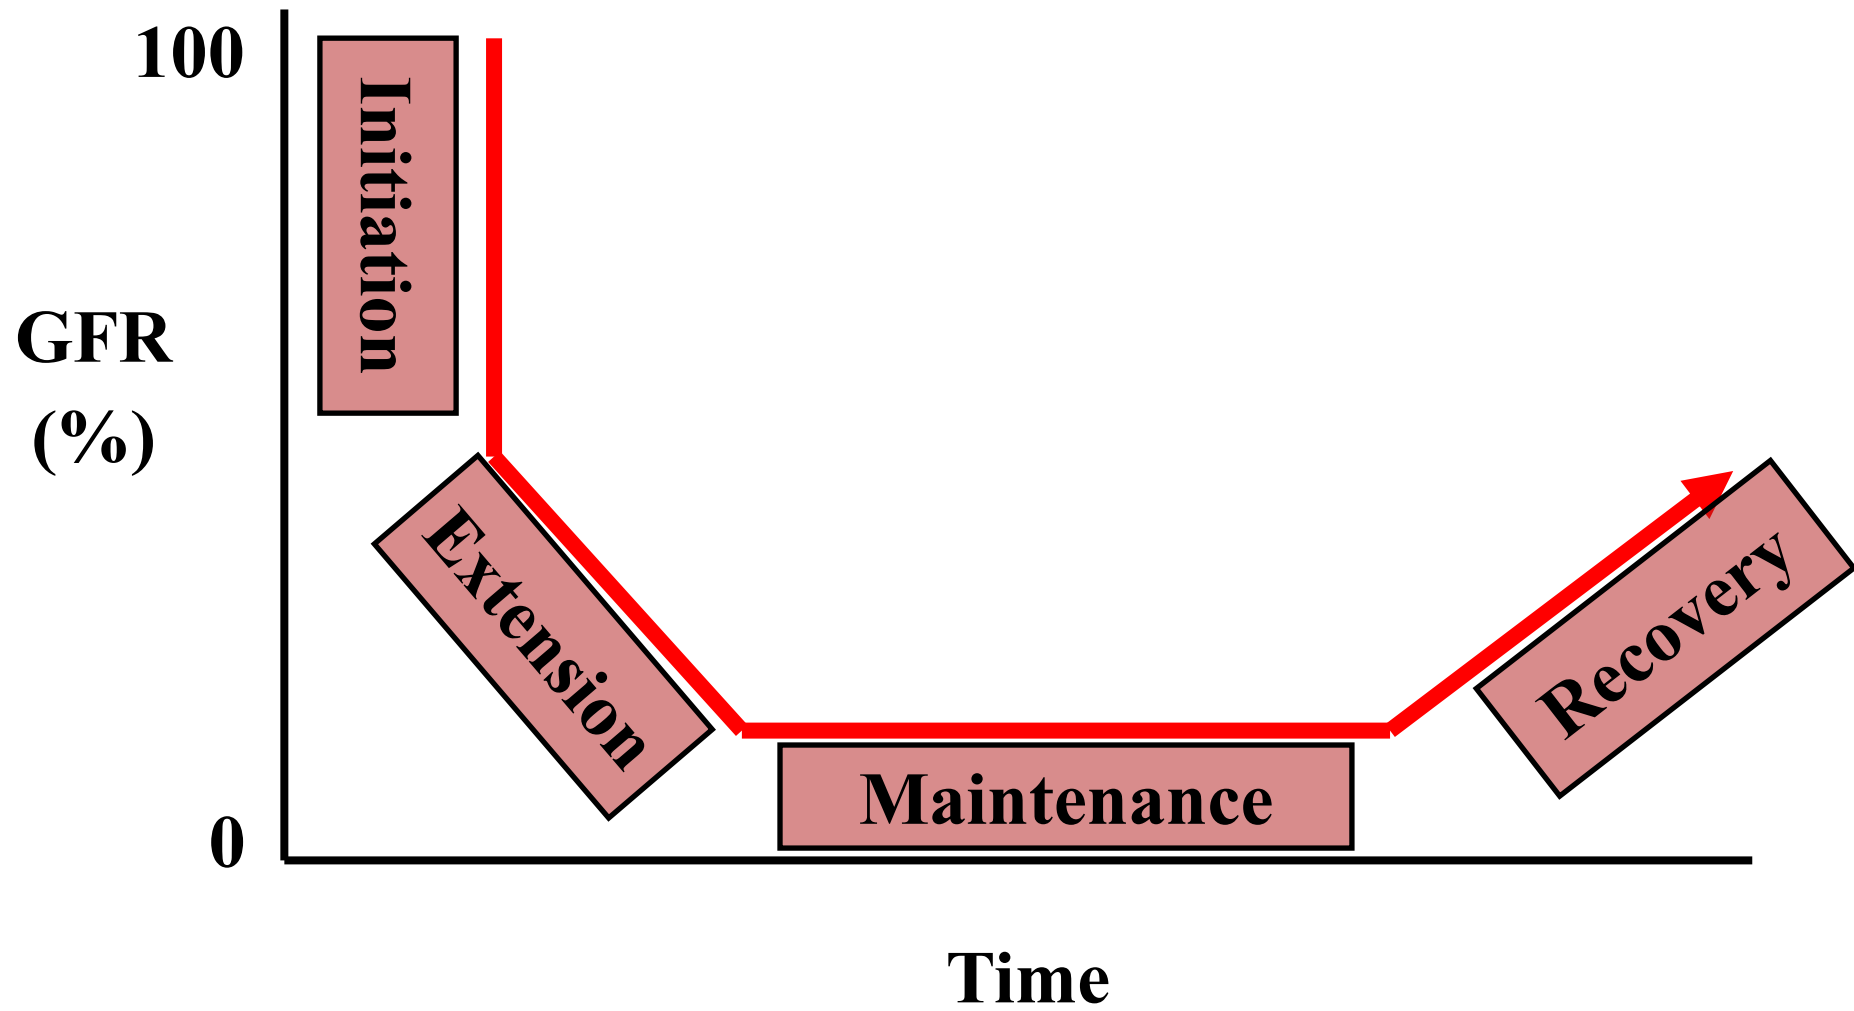 100
Initiation
GFR
(%)
Extension
Recovery
Maintenance
0
Time